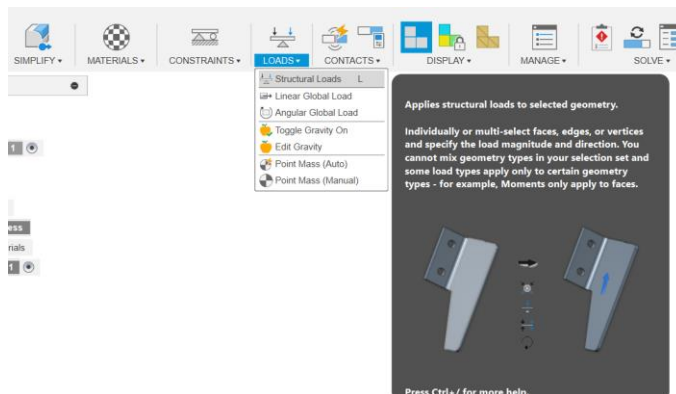 SIMPLIFY▾ MATERIALS▾ CONSTRAINTS▾ LOADS▾ CONTACTS▾ DISPLAY▾ MANAGE▾ SOLVE▾
Structural Loads L
Linear Global Load
Angular Global Load
Toggle Gravity On
Edit Gravity
Point Mass (Auto)
Point Mass (Manual)
1
ess
rials
1
Applies structural loads to selected geometry.
Individually or multi-select faces, edges, or vertices
and specify the load magnitude and direction. You
cannot mix geometry types in your selection set and
some load types apply only to certain geometry
types - for example, Moments only apply to faces.
Press Ctrl+/ for more help.